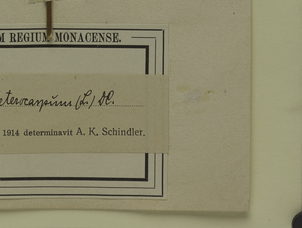 M REGIUM MONACENSE.
eterocarpum (L.) DC.
1914 determinavit A. K. Schindler.